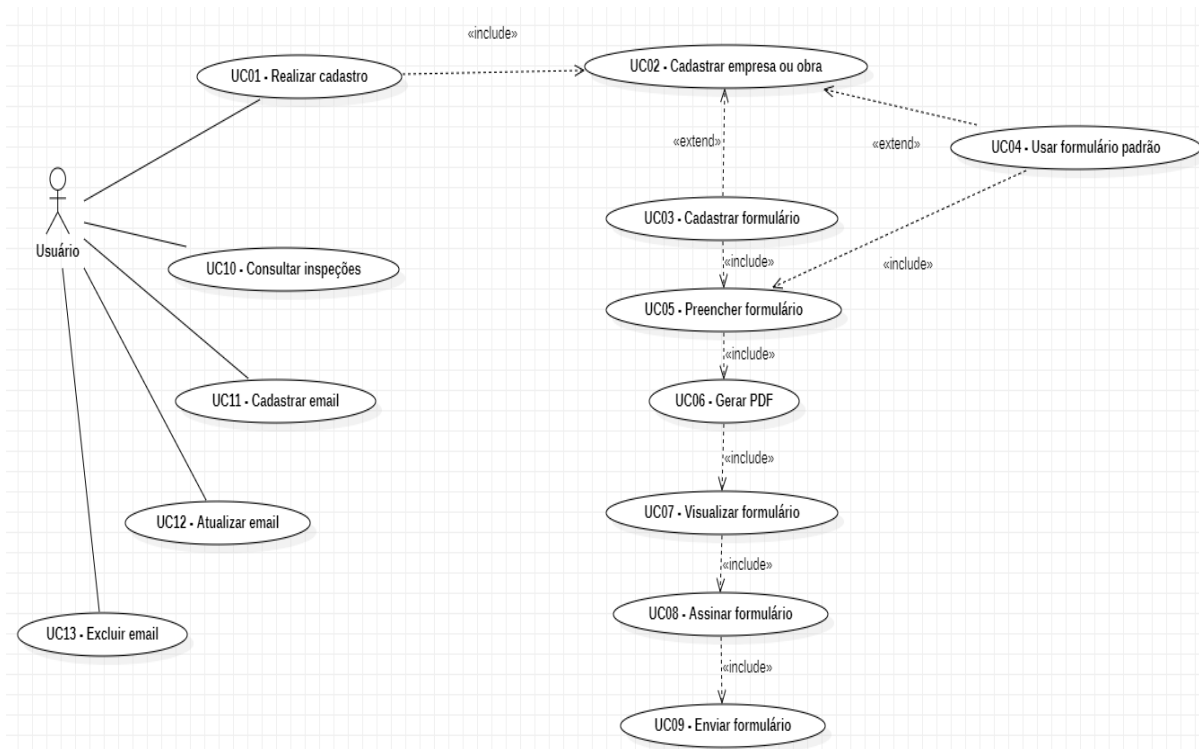 «include»
UC01 - Realizar cadastro
UC02 - Cadastrar empresa ou obra
«extend»
«extend»
UC04 - Usar formulário padrão
UC03 - Cadastrar formulário
Usuário
UC10 - Consultar inspeções
«include»
«include»
UC05 - Preencher formulário
«include»
UC11 - Cadastrar email
UC06 - Gerar PDF
«include»
UC12 - Atualizar email
UC07 - Visualizar formulário
«include»
UC08 - Assinar formulário
UC13 - Excluir email
«include»
UC09 - Enviar formulário